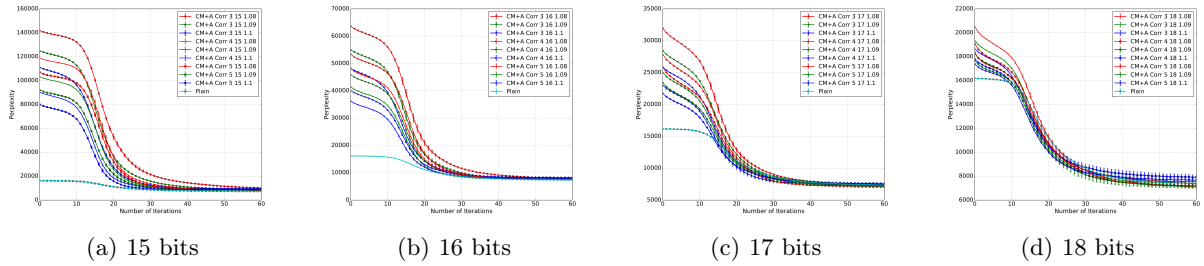 160000
140000
120000
100000
80000
60000
40000
20000
0
Perplexity
0 10 20 30 40 50 60
Number of Iterations
CM+A Corr 3 15 1.08
CM+A Corr 3 15 1.09
CM+A Corr 3 15 1.1
CM+A Corr 4 15 1.08
CM+A Corr 4 15 1.09
CM+A Corr 4 15 1.1
CM+A Corr 5 15 1.08
CM+A Corr 5 15 1.09
CM+A Corr 5 15 1.1
Plain
(a) 15 bits
70000
60000
50000
40000
30000
20000
10000
0
Perplexity
0 10 20 30 40 50 60
Number of Iterations
CM+A Corr 3 16 1.08
CM+A Corr 3 16 1.09
CM+A Corr 3 16 1.1
CM+A Corr 4 16 1.08
CM+A Corr 4 16 1.09
CM+A Corr 4 16 1.1
CM+A Corr 5 16 1.08
CM+A Corr 5 16 1.09
CM+A Corr 5 16 1.1
Plain
(b) 16 bits
35000
30000
25000
20000
15000
10000
5000
Perplexity
0 10 20 30 40 50 60
Number of Iterations
CM+A Corr 3 17 1.08
CM+A Corr 3 17 1.09
CM+A Corr 3 17 1.1
CM+A Corr 4 17 1.08
CM+A Corr 4 17 1.09
CM+A Corr 4 17 1.1
CM+A Corr 5 17 1.08
CM+A Corr 5 17 1.09
CM+A Corr 5 17 1.1
Plain
(c) 17 bits
22000
20000
18000
16000
14000
12000
10000
8000
6000
Perplexity
0 10 20 30 40 50 60
Number of Iterations
CM+A Corr 3 18 1.08
CM+A Corr 3 18 1.09
CM+A Corr 3 18 1.1
CM+A Corr 4 18 1.08
CM+A Corr 4 18 1.09
CM+A Corr 4 18 1.1
CM+A Corr 5 18 1.08
CM+A Corr 5 18 1.09
CM+A Corr 5 18 1.1
Plain
(d) 18 bits